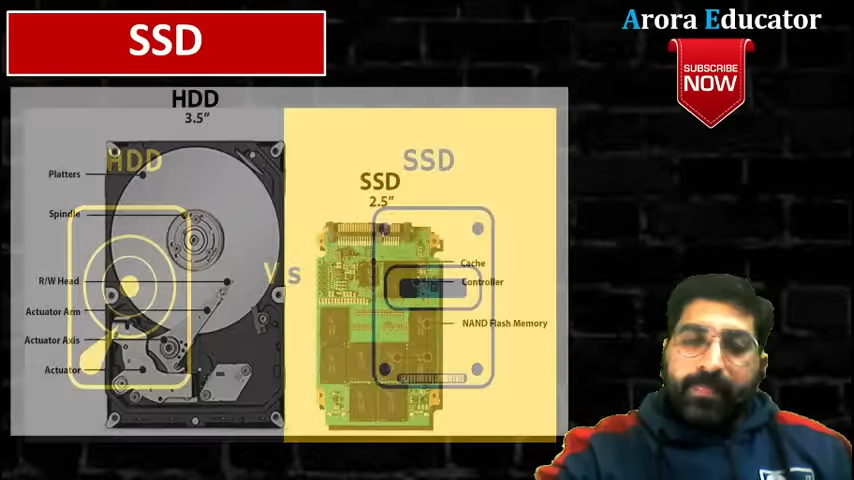 SSD
Arora Educator
SUBSCRIBE
NOW
HDD
3.5"
HDD
Platters
Spindle
R/W Head
Actuator Arm
Actuator Axis
Actuator
VS
SSD
SSD
2.5"
Cache
Controller
NAND Flash Memory